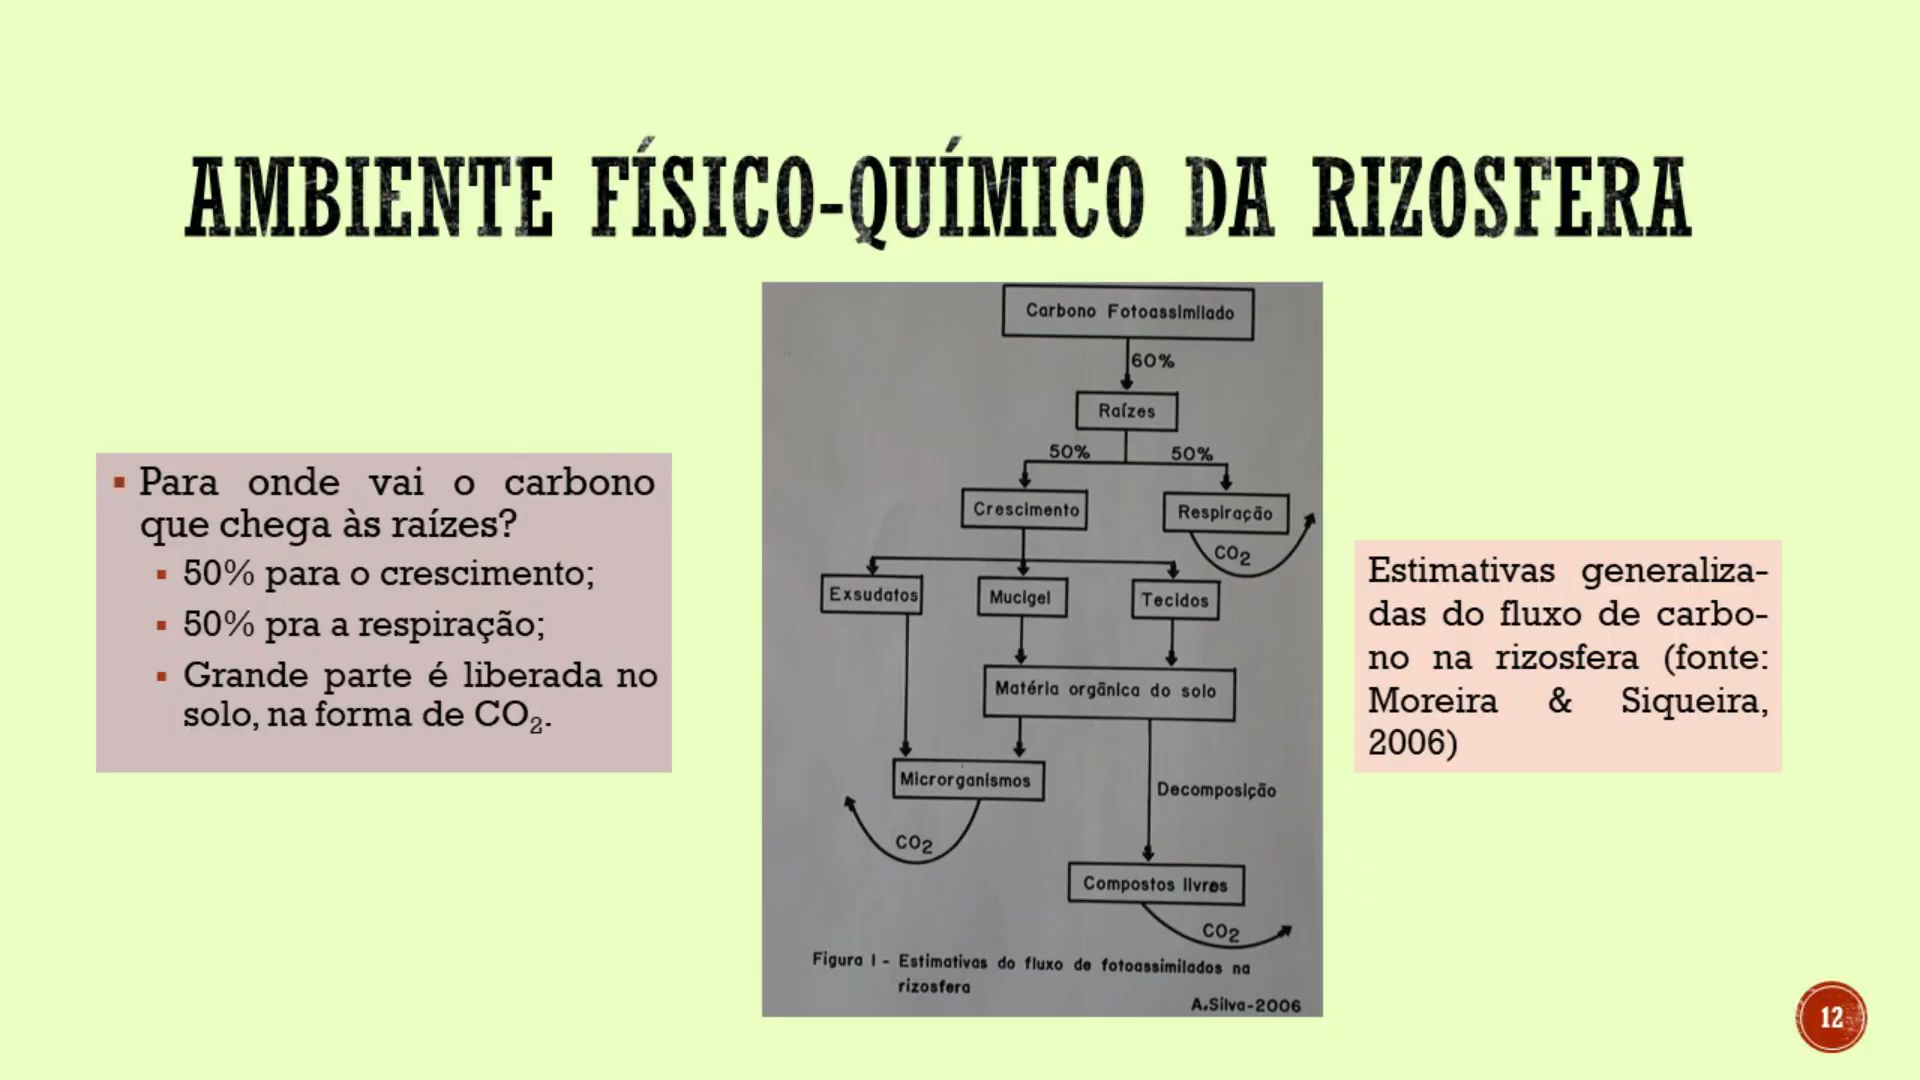 AMBIENTE FÍSICO-QUÍMICO DA RIZOSFERA
Para onde vai o carbono
que chega às raízes?
50% para o crescimento;
50% pra a respiração;
Grande parte é liberada no
solo, na forma de CO₂.
Carbono Fotoassimilado
60%
Raízes
50% 50%
Crescimento Respiração
CO2
Exsudatos Mucigel Tecidos
Matéria orgânica do solo
Microrganismos Decomposição
CO2
Compostos livres
CO2
Figura I - Estimativas do fluxo de fotoassimilados na
rizosfera
A.Silva-2006
Estimativas generaliza-
das do fluxo de carbo-
no na rizosfera (fonte:
Moreira & Siqueira,
2006)
12